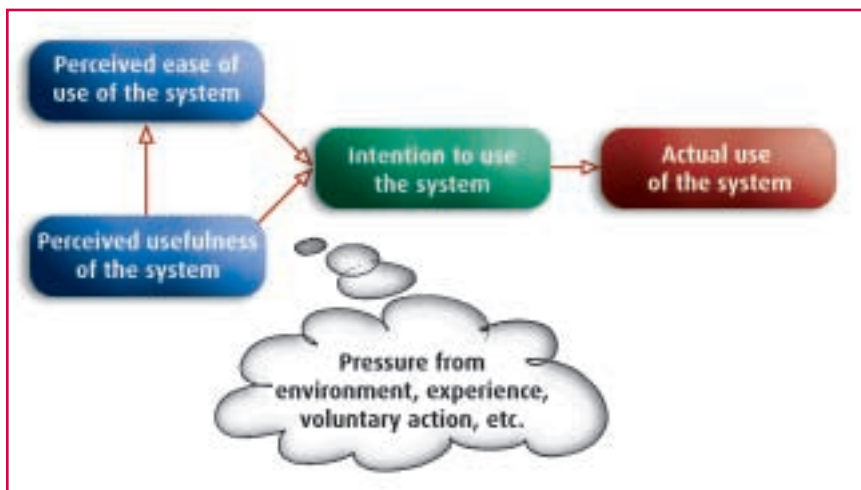 Perceived ease of
use of the system
Perceived usefulness
of the system
Intention to use
the system
Actual use
of the system
Pressure from
environment, experience,
voluntary action, etc.